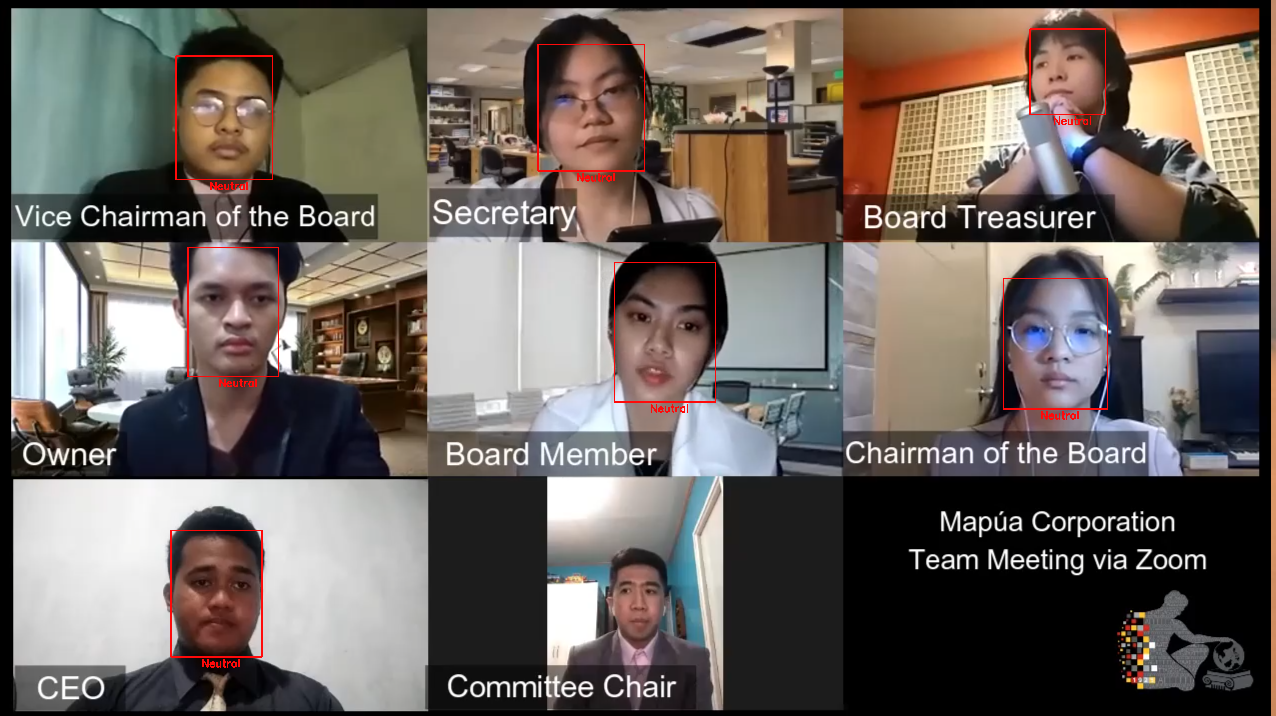 Neutral
Vice Chairman of the Board
Neutral
Secretary
Neutral
Board Treasurer
Neutral
Owner
Neutral
Board Member
Neutral
Chairman of the Board
Neutral
CEO
Committee Chair
Mapúa Corporation
Team Meeting via Zoom